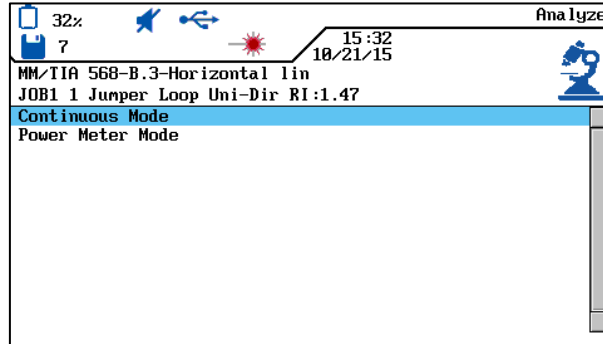 32%
7
15:32
10/21/15
Analyze
MM/TIA 568-B.3-Horizontal lin
JOB1 1 Jumper Loop Uni-Dir RI:1.47
Continuous Mode
Power Meter Mode